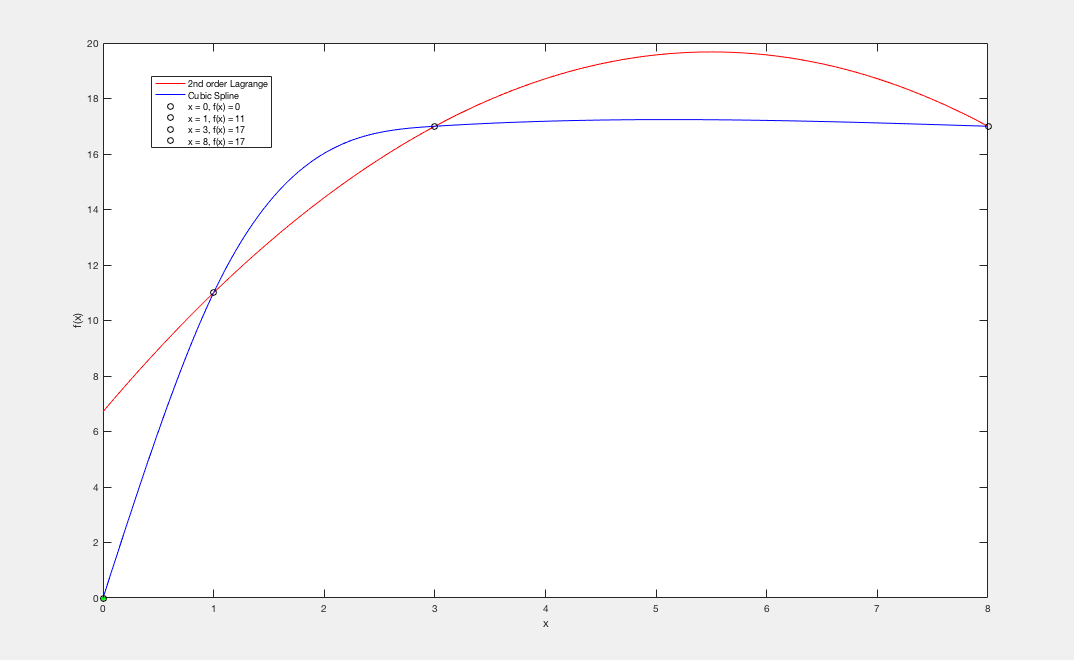 20
18
16
14
12
10
8
6
4
2
0
f(x)
2nd order Lagrange
Cubic Spline
x = 0, f(x) = 0
x = 1, f(x) = 11
x = 3, f(x) = 17
x = 8, f(x) = 17
0 1 2 3 4 5 6 7 8
x